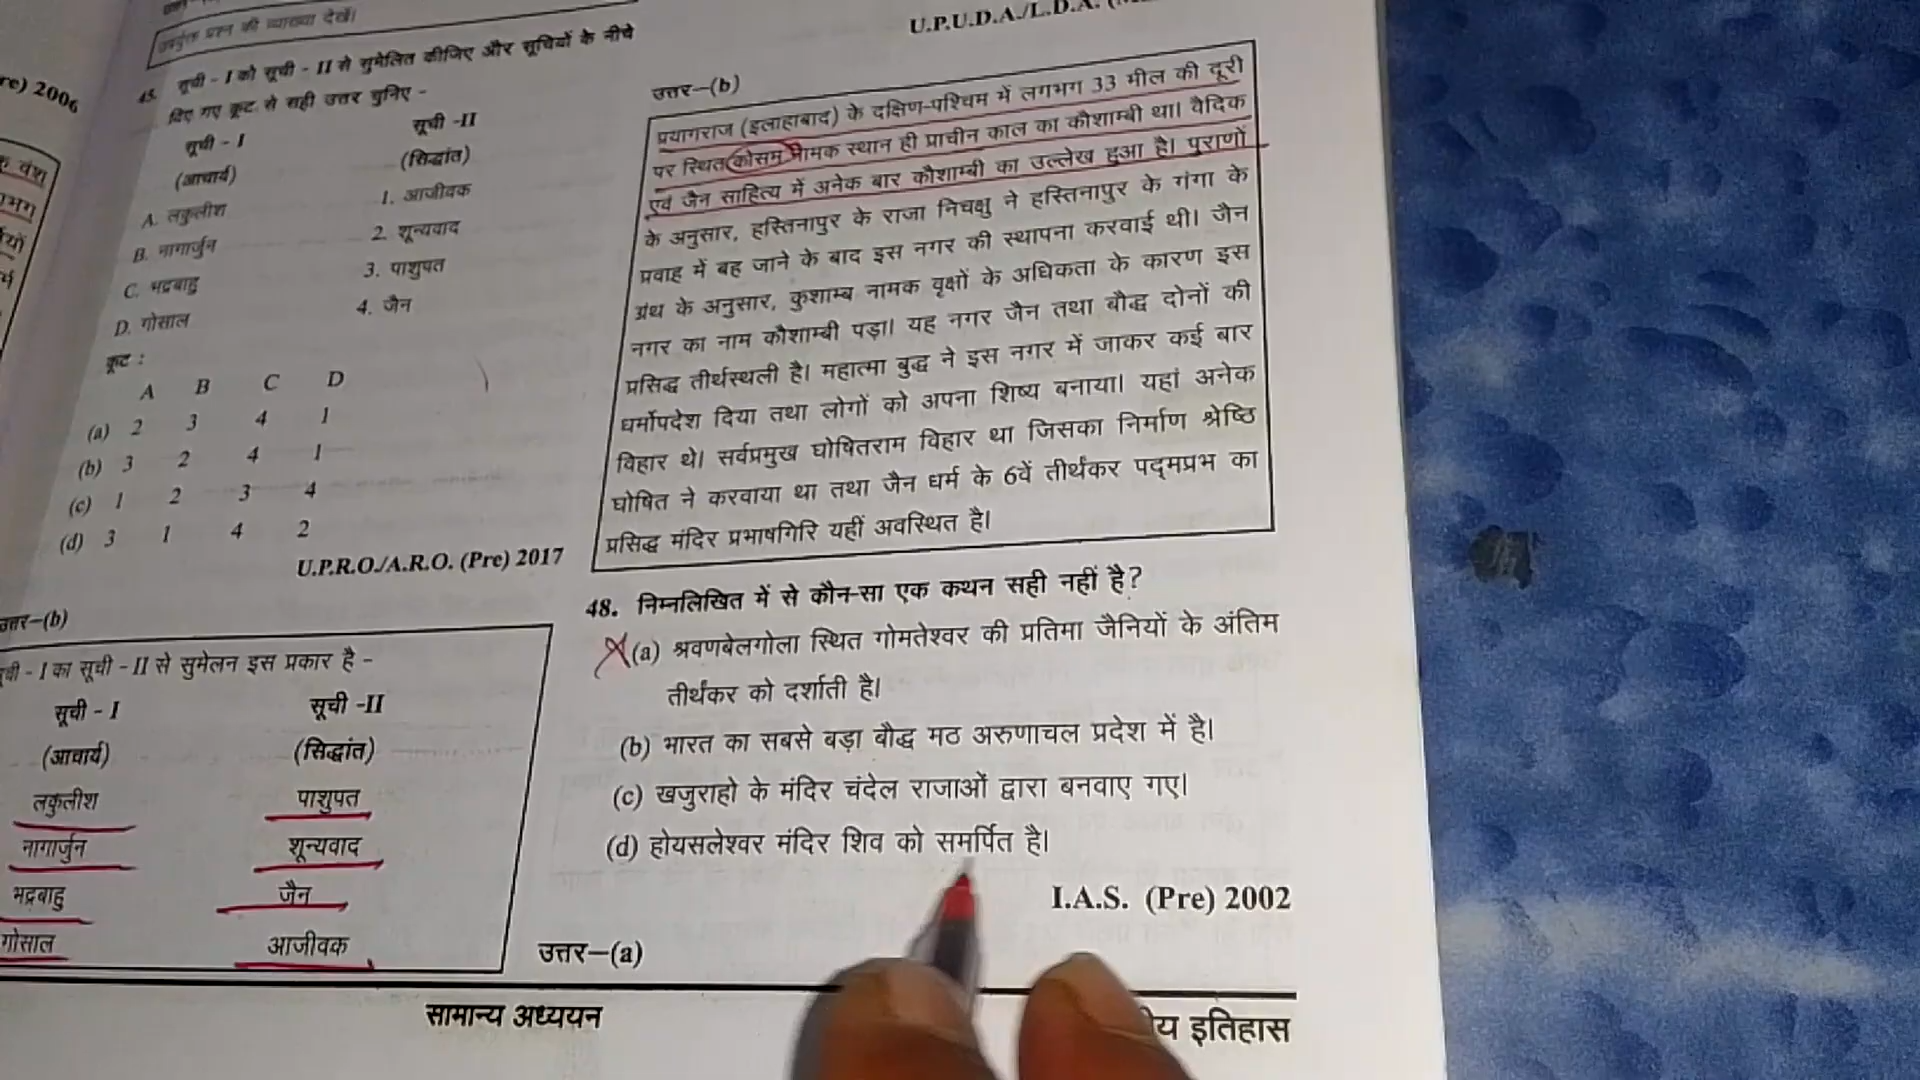 re) 2006
उपर्युक्त प्रश्न की व्याख्या देखें।
45. सूची - I को सूची - II से सुमेलित कीजिए और सूचियों के नीचे
दिए गए कूट से सही उत्तर चुनिए -
सूची - I सूची -II
(आचार्य) (सिद्धांत)
A. लकुलीश 1. आजीवक
B. नागार्जुन 2. शून्यवाद
C. भद्रबाहु 3. पाशुपत
D. गोसाल 4. जैन
कूट :
A B C D
(a) 2 3 4 1
(b) 3 2 4 1
(c) 1 2 3 4
(d) 3 1 4 2
U.P.R.O./A.R.O. (Pre) 2017
उत्तर–(b)
सूची - I का सूची - II से सुमेलन इस प्रकार है -
सूची - I सूची -II
(आचार्य) (सिद्धांत)
लकुलीश पाशुपत
नागार्जुन शून्यवाद
भद्रबाहु जैन
गोसाल आजीवक
U.P.U.D.A./L.D.A.
उत्तर–(b)
प्रयागराज (इलाहाबाद) के दक्षिण-पश्चिम में लगभग 33 मील की दूरी
पर स्थित कोसम नामक स्थान ही प्राचीन काल का कौशाम्बी था। वैदिक
एवं जैन साहित्य में अनेक बार कौशाम्बी का उल्लेख हुआ है। पुराणों
के अनुसार, हस्तिनापुर के राजा निचक्षु ने हस्तिनापुर के गंगा के
प्रवाह में बह जाने के बाद इस नगर की स्थापना करवाई थी। जैन
ग्रंथ के अनुसार, कुशाम्ब नामक वृक्षों के अधिकता के कारण इस
नगर का नाम कौशाम्बी पड़ा। यह नगर जैन तथा बौद्ध दोनों की
प्रसिद्ध तीर्थस्थली है। महात्मा बुद्ध ने इस नगर में जाकर कई बार
धर्मोपदेश दिया तथा लोगों को अपना शिष्य बनाया। यहां अनेक
विहार थे। सर्वप्रमुख घोषितराम विहार था जिसका निर्माण श्रेष्ठि
घोषित ने करवाया था तथा जैन धर्म के 6वें तीर्थंकर पद्मप्रभ का
प्रसिद्ध मंदिर प्रभाषगिरि यहीं अवस्थित है।
48. निम्नलिखित में से कौन-सा एक कथन सही नहीं है?
(a) श्रवणबेलगोला स्थित गोमतेश्वर की प्रतिमा जैनियों के अंतिम
तीर्थंकर को दर्शाती है।
(b) भारत का सबसे बड़ा बौद्ध मठ अरुणाचल प्रदेश में है।
(c) खजुराहो के मंदिर चंदेल राजाओं द्वारा बनवाए गए।
(d) होयसलेश्वर मंदिर शिव को समर्पित है।
I.A.S. (Pre) 2002
उत्तर–(a)
सामान्य अध्ययन
इतिहास